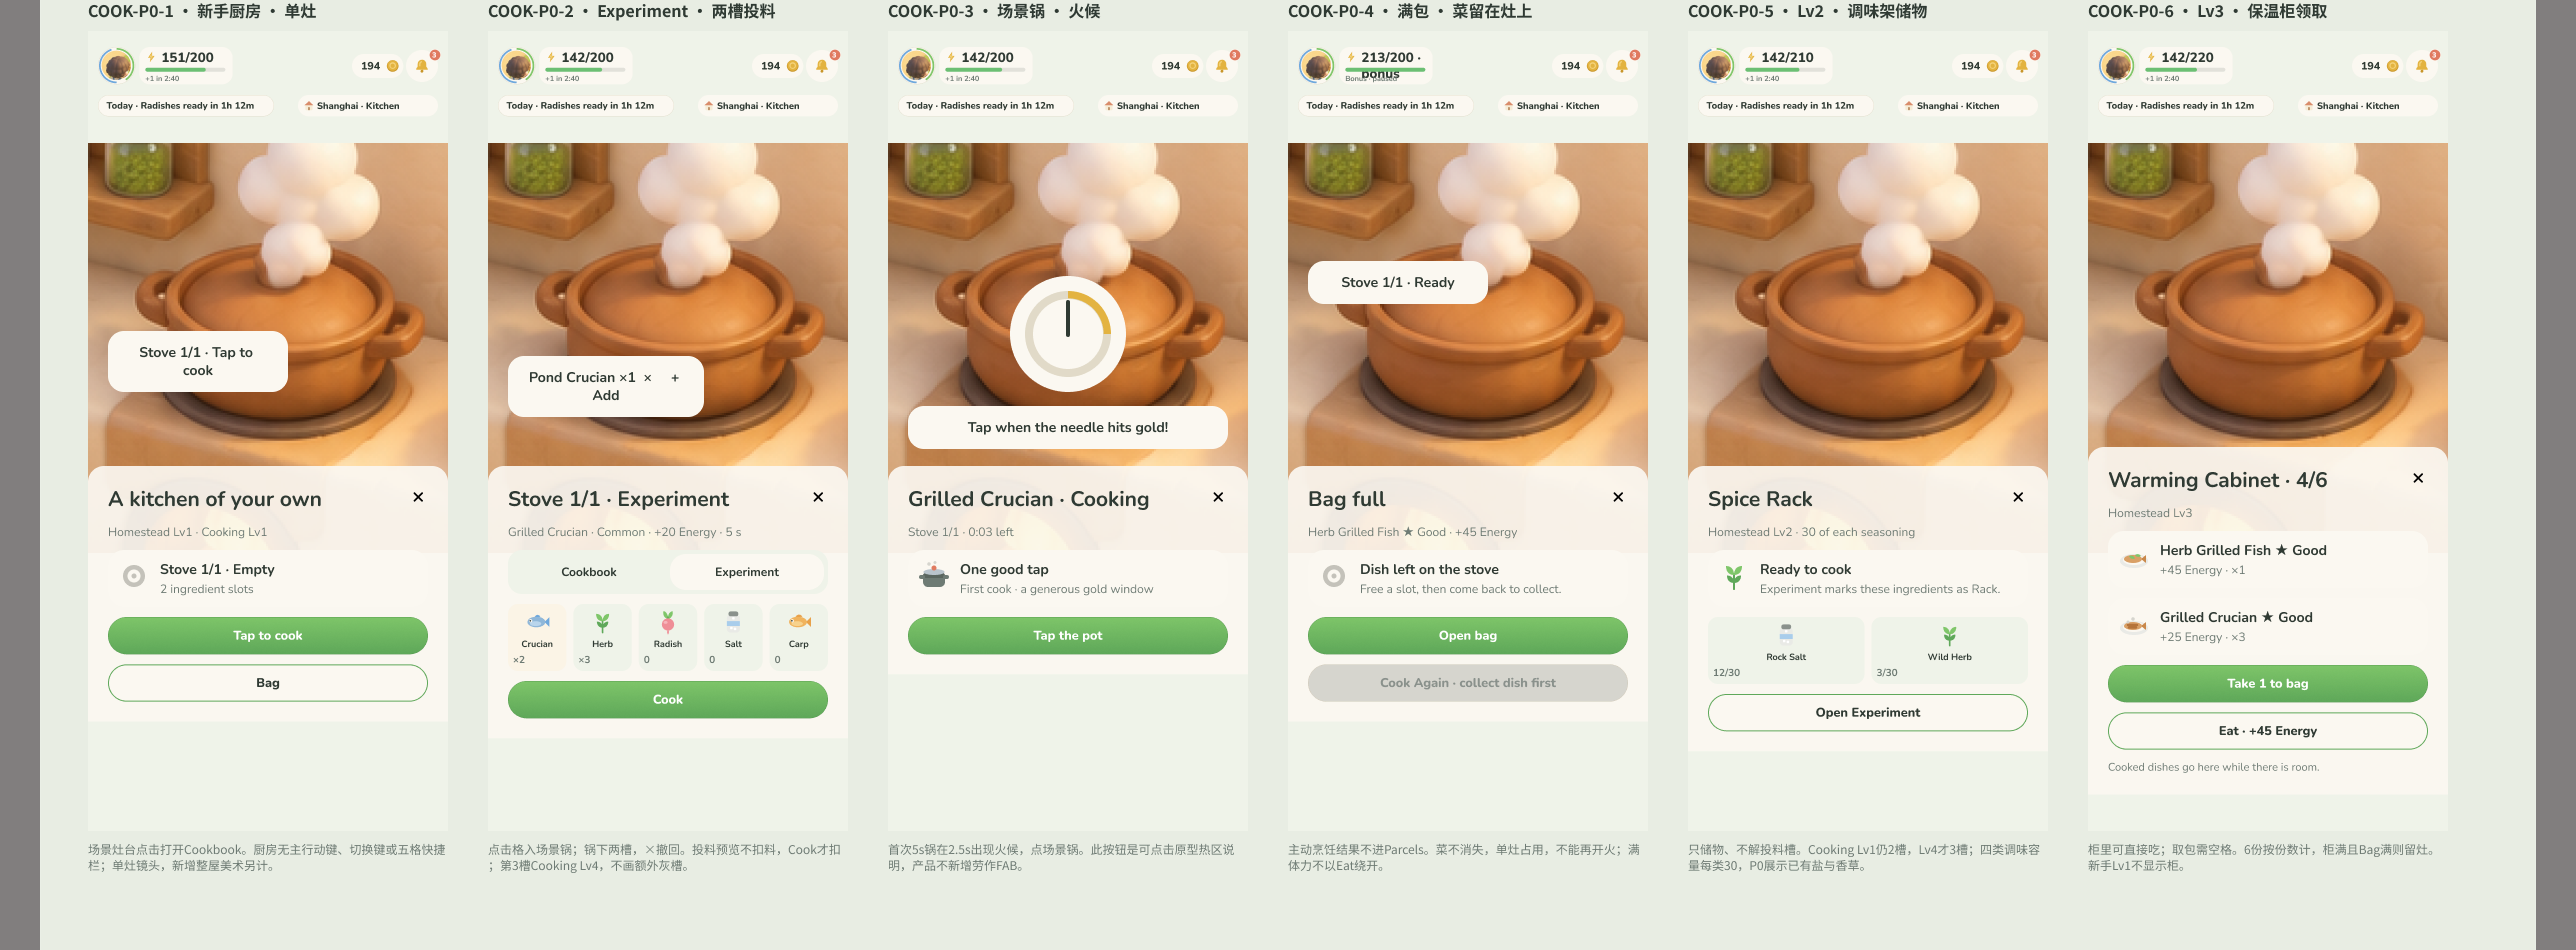 COOK-P0-1 • 新手厨房 • 单灶
151/200
+1 in 2:40
194
3
Today · Radishes ready in 1h 12m
Shanghai · Kitchen
Stove 1/1 · Tap to
cook
A kitchen of your own
×
Homestead Lv1 · Cooking Lv1
Stove 1/1 · Empty
2 ingredient slots
Tap to cook
Bag
场景灶台点击打开Cookbook。厨房无主行动键、切换键或五格快捷
栏；单灶镜头，新增整屋美术另计。
COOK-P0-2 • Experiment • 两槽投料
142/200
+1 in 2:40
194
3
Today · Radishes ready in 1h 12m
Shanghai · Kitchen
Pond Crucian ×1 × +
Add
Stove 1/1 · Experiment
×
Grilled Crucian · Common · +20 Energy · 5 s
Cookbook
Experiment
Crucian
×2
Herb
×3
Radish
0
Salt
0
Carp
0
Cook
点击格入场景锅；锅下两槽，×撤回。投料预览不扣料，Cook才扣
；第3槽Cooking Lv4，不画额外灰槽。
COOK-P0-3 • 场景锅 • 火候
142/200
+1 in 2:40
194
3
Today · Radishes ready in 1h 12m
Shanghai · Kitchen
Tap when the needle hits gold!
Grilled Crucian · Cooking
×
Stove 1/1 · 0:03 left
One good tap
First cook · a generous gold window
Tap the pot
首次5s锅在2.5s出现火候，点场景锅。此按钮是可点击原型热区说
明，产品不新增劳作FAB。
COOK-P0-4 • 满包 • 菜留在灶上
213/200 ·
bonus
Bonus · paused
194
3
Today · Radishes ready in 1h 12m
Shanghai · Kitchen
Stove 1/1 · Ready
Bag full
×
Herb Grilled Fish ★ Good · +45 Energy
Dish left on the stove
Free a slot, then come back to collect.
Open bag
Cook Again · collect dish first
主动烹饪结果不进Parcels。菜不消失，单灶占用，不能再开火；满
体力不以Eat绕开。
COOK-P0-5 • Lv2 • 调味架储物
142/210
+1 in 2:40
194
3
Today · Radishes ready in 1h 12m
Shanghai · Kitchen
Spice Rack
×
Homestead Lv2 · 30 of each seasoning
Ready to cook
Experiment marks these ingredients as Rack.
Rock Salt
12/30
Wild Herb
3/30
Open Experiment
只储物、不解投料槽。Cooking Lv1仍2槽，Lv4才3槽；四类调味容
量每类30，P0展示已有盐与香草。
COOK-P0-6 • Lv3 • 保温柜领取
142/220
+1 in 2:40
194
3
Today · Radishes ready in 1h 12m
Shanghai · Kitchen
Warming Cabinet · 4/6
×
Homestead Lv3
Herb Grilled Fish ★ Good
+45 Energy · ×1
Grilled Crucian ★ Good
+25 Energy · ×3
Take 1 to bag
Eat · +45 Energy
Cooked dishes go here while there is room.
柜里可直接吃；取包需空格。6份按份数计，柜满且Bag满则留灶。
新手Lv1不显示柜。